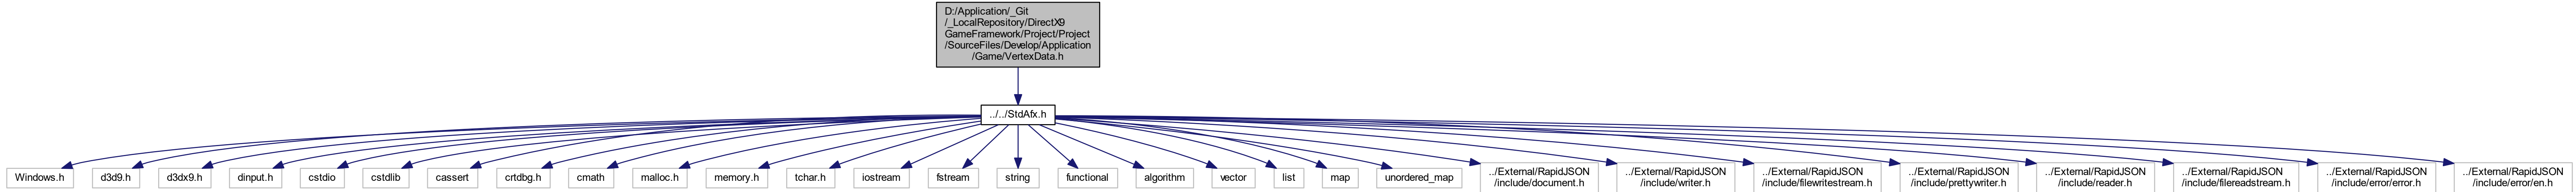 D:/Application/_Git
/_LocalRepository/DirectX9
GameFramework/Project/Project
/SourceFiles/Develop/Application
/Game/VertexData.h
../../StdAfx.h
Windows.h
d3d9.h
d3dx9.h
dinput.h
cstdio
cstdlib
cassert
crtdbg.h
cmath
malloc.h
memory.h
tchar.h
iostream
fstream
string
functional
algorithm
vector
list
map
unordered_map
../External/RapidJSON
/include/document.h
../External/RapidJSON
/include/writer.h
../External/RapidJSON
/include/filewritestream.h
../External/RapidJSON
/include/prettywriter.h
../External/RapidJSON
/include/reader.h
../External/RapidJSON
/include/filereadstream.h
../External/RapidJSON
/include/error/error.h
../External/RapidJSON
/include/error/en.h